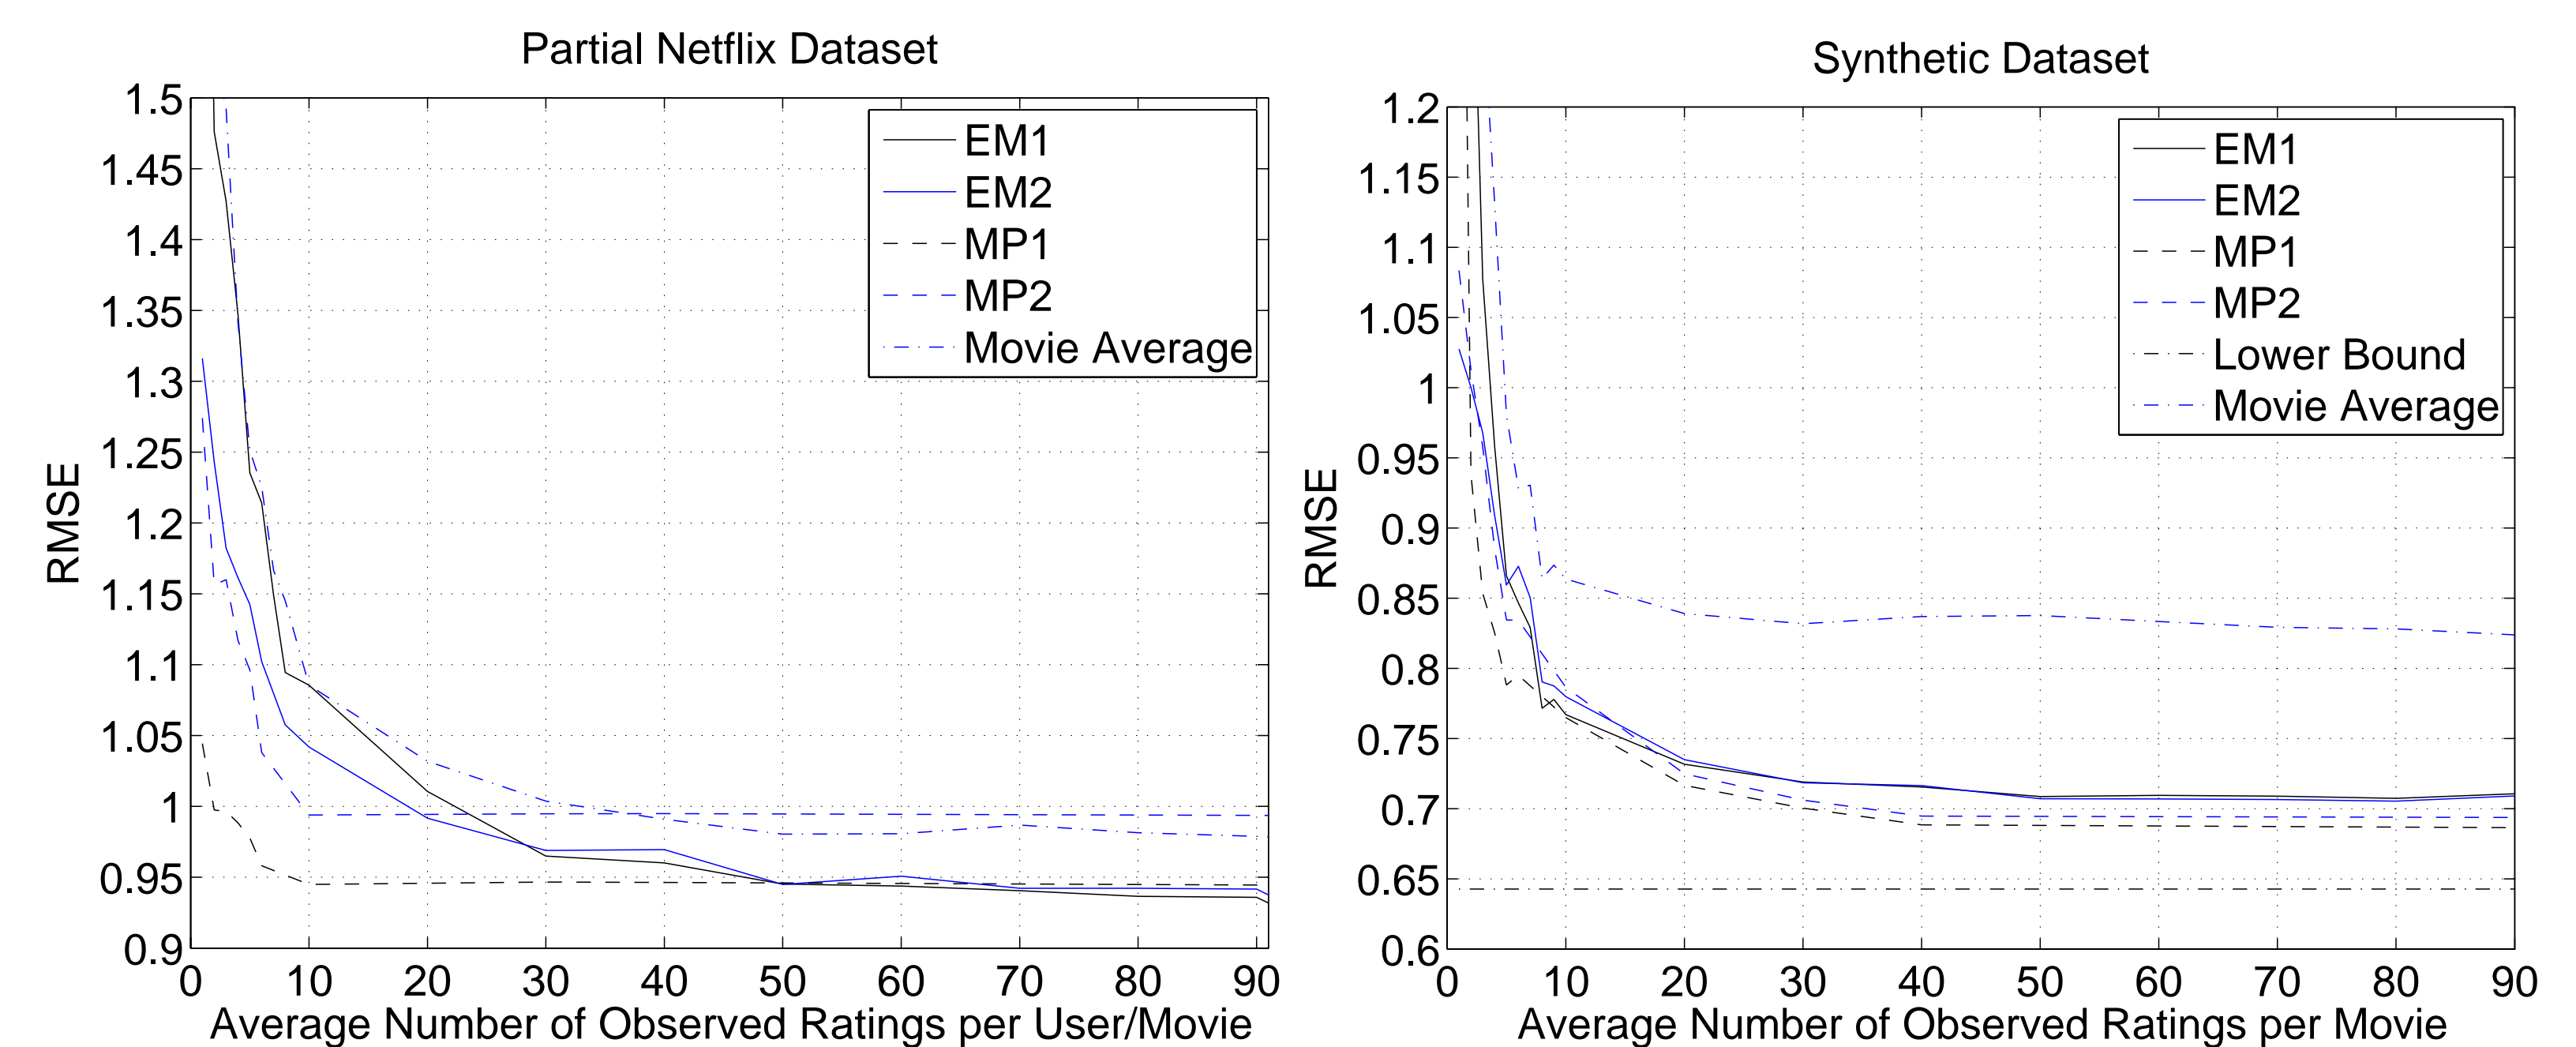 Partial Netflix Dataset
1.5
1.45
1.4
1.35
1.3
1.25
1.2
1.15
1.1
1.05
1
0.95
0.9
RMSE
EM1
EM2
MP1
MP2
Movie Average
0 10 20 30 40 50 60 70 80 90
Average Number of Observed Ratings per User/Movie
Synthetic Dataset
1.2
1.15
1.1
1.05
1
0.95
0.9
0.85
0.8
0.75
0.7
0.65
0.6
RMSE
EM1
EM2
MP1
MP2
Lower Bound
Movie Average
0 10 20 30 40 50 60 70 80 90
Average Number of Observed Ratings per Movie